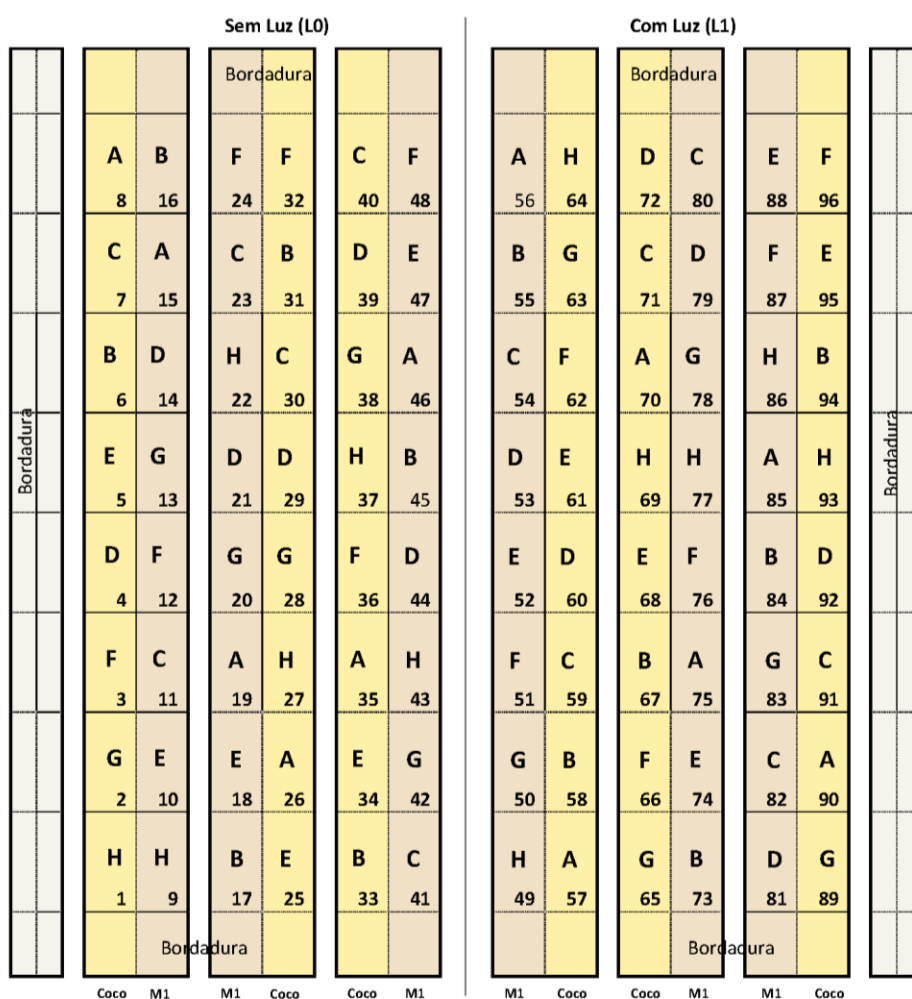 Sem Luz (L0) Com Luz (L1)
Bordadura Bordadura
A B F F C F A H D C E F
8 16 24 32 40 48 56 64 72 80 88 96
C A C B D E B G C D F E
7 15 23 31 39 47 55 63 71 79 87 95
B D H C G A C F A G H B
6 14 22 30 38 46 54 62 70 78 86 94
Bordadura Bordadura
E G D D H B D E H H A H
5 13 21 29 37 45 53 61 69 77 85 93
D F G G F D E D E F B D
4 12 20 28 36 44 52 60 68 76 84 92
F C A H A H F C B A G C
3 11 19 27 35 43 51 59 67 75 83 91
G E E A E G G B F E C A
2 10 18 26 34 42 50 58 66 74 82 90
H H B E B C H A G B D G
1 9 17 25 33 41 49 57 65 73 81 89
Bordadura Bordadura
Coco M1 M1 Coco Coco M1 M1 Coco Coco M1 M1 Coco